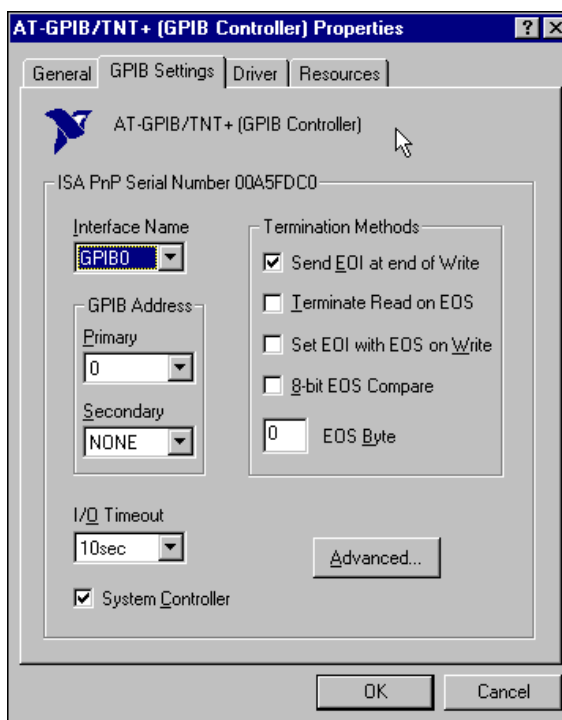 AT-GPIB/TNT+ (GPIB Controller) Properties
General GPIB Settings Driver Resources
AT-GPIB/TNT+ (GPIB Controller)
ISA PnP Serial Number 00A5FDC0
Interface Name
GPIB0
GPIB Address
Primary
0
Secondary
NONE
Termination Methods
Send EOI at end of Write
Terminate Read on EOS
Set EOI with EOS on Write
8-bit EOS Compare
0 EOS Byte
I/O Timeout
10sec
System Controller
Advanced...
OK Cancel